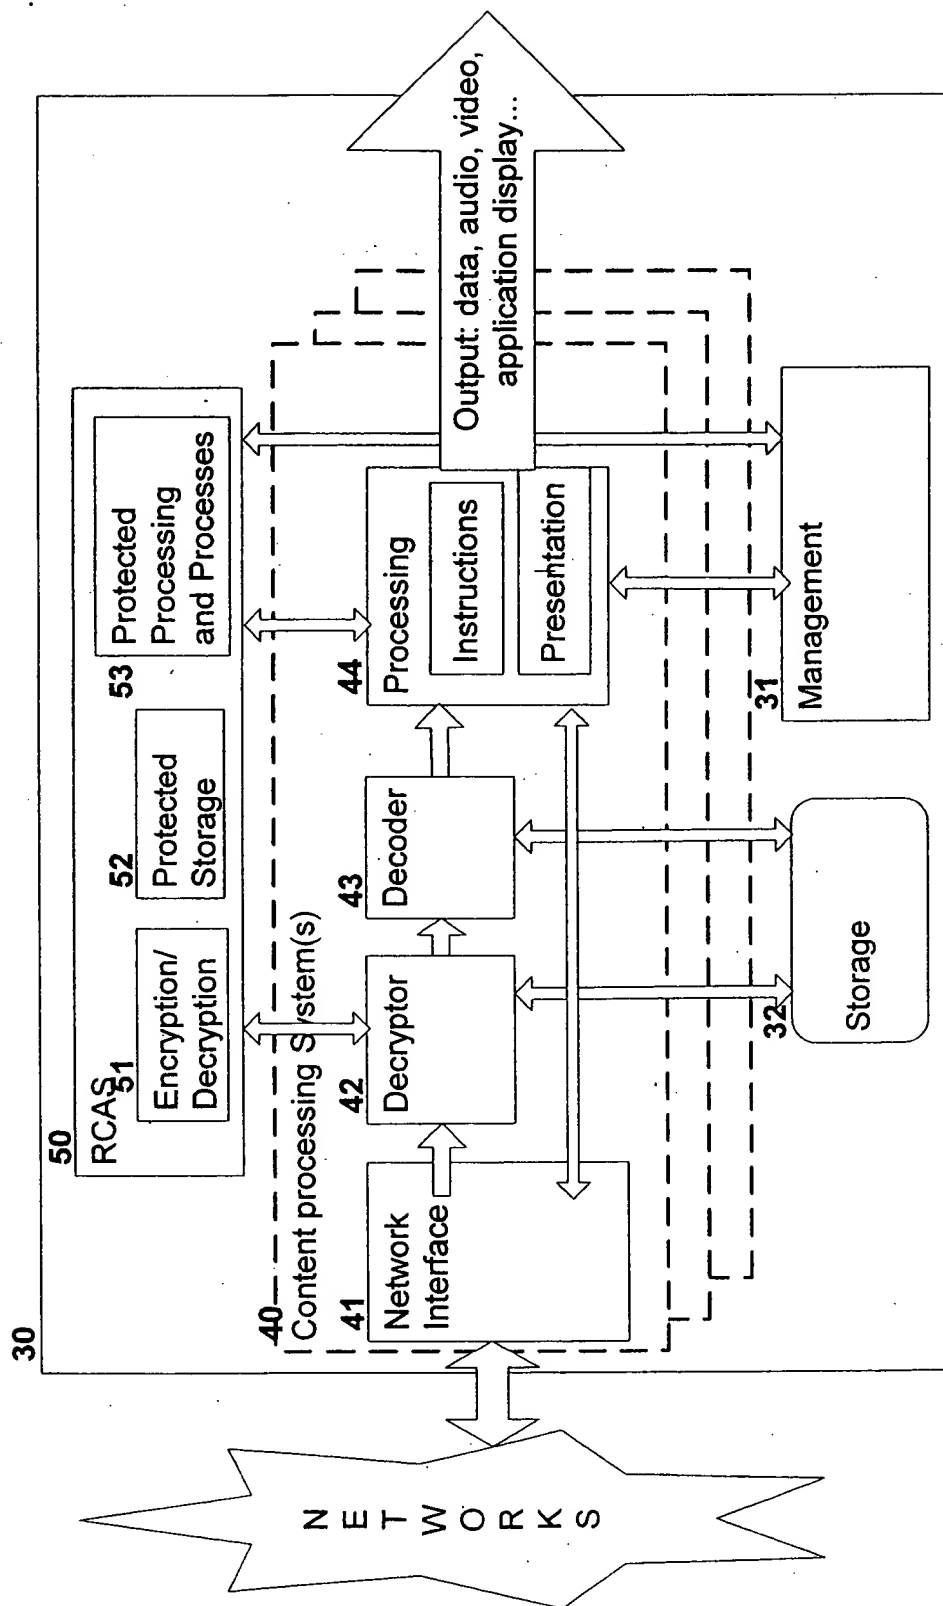 30
50
RCAS
51
Encryption/
Decryption
52
Protected
Storage
53
Protected
Processing
and Processes
40
Content processing System(s)
41
Network
Interface
42
Decryptor
43
Decoder
44
Processing
Instructions
Presentation
Output: data, audio, video,
application display...
32
Storage
31
Management
NETWORKS